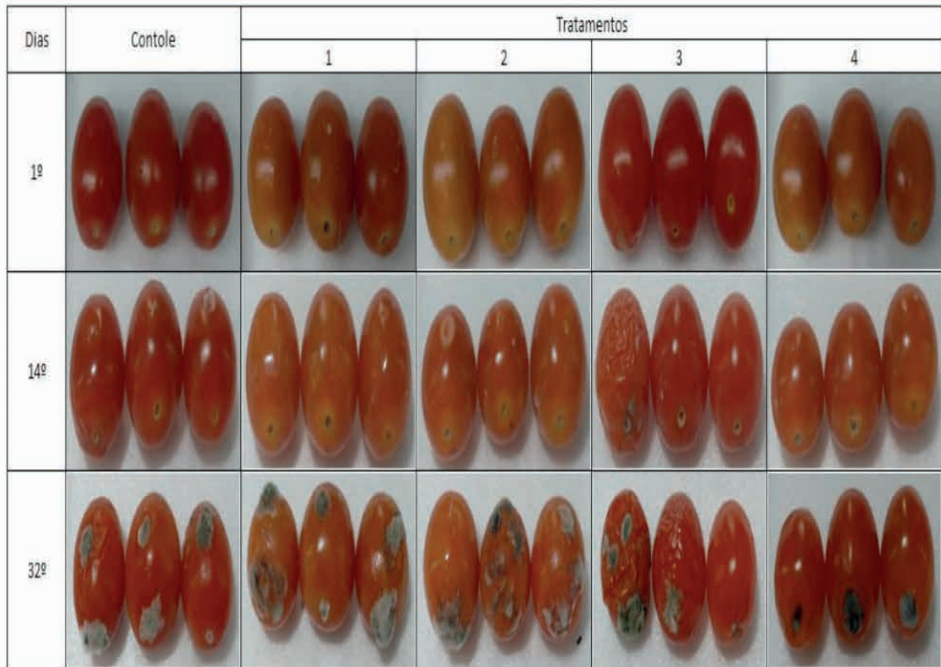 Dias
Contole
Tratamentos
1
2
3
4
1º
14º
32º